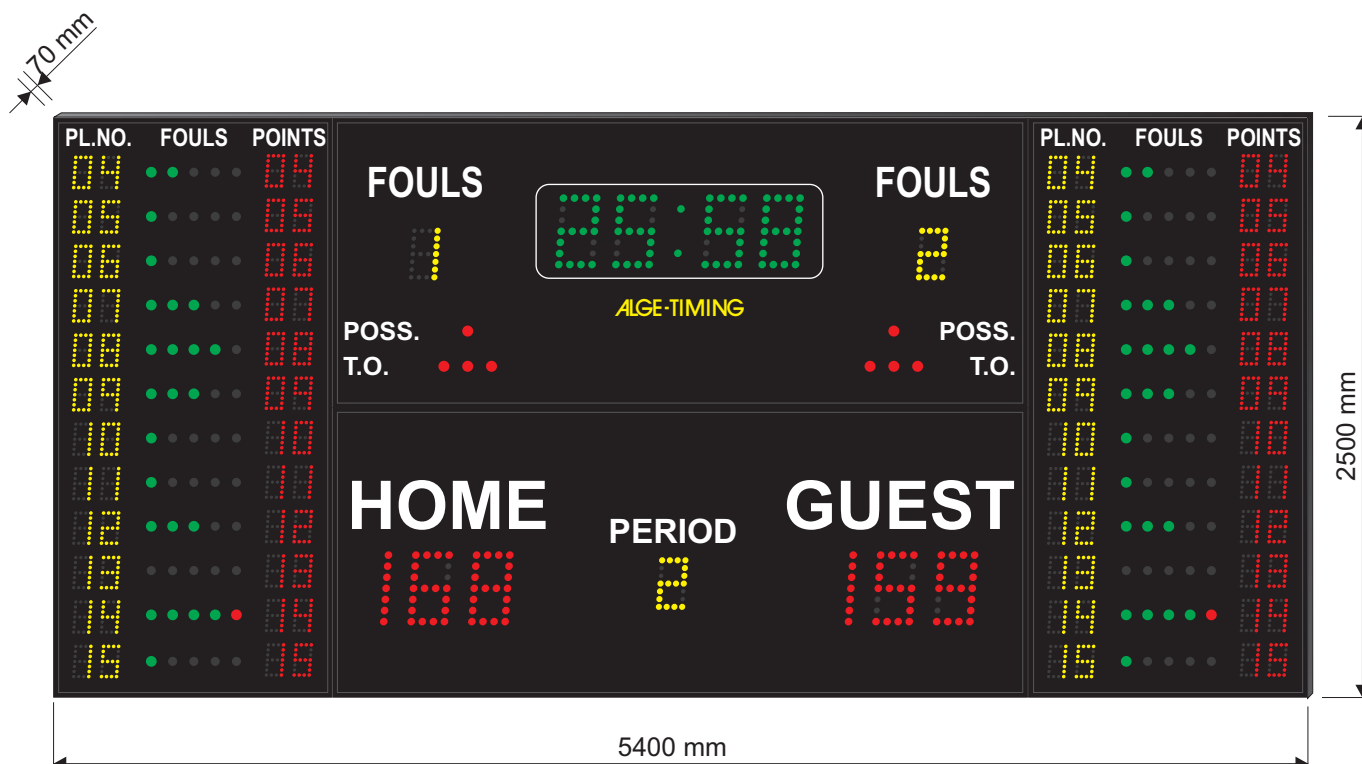 70 mm
PL.NO. FOULS POINTS
04 04
05 05
06 06
07 07
08 08
09 09
10 10
11 11
12 12
13 13
14 14
15 15
FOULS
1
25:58
ALGE-TIMING
FOULS
2
POSS.
T.O.
POSS.
T.O.
HOME
168
PERIOD
2
GUEST
159
PL.NO. FOULS POINTS
04 04
05 05
06 06
07 07
08 08
09 09
10 10
11 11
12 12
13 13
14 14
15 15
2500 mm
5400 mm